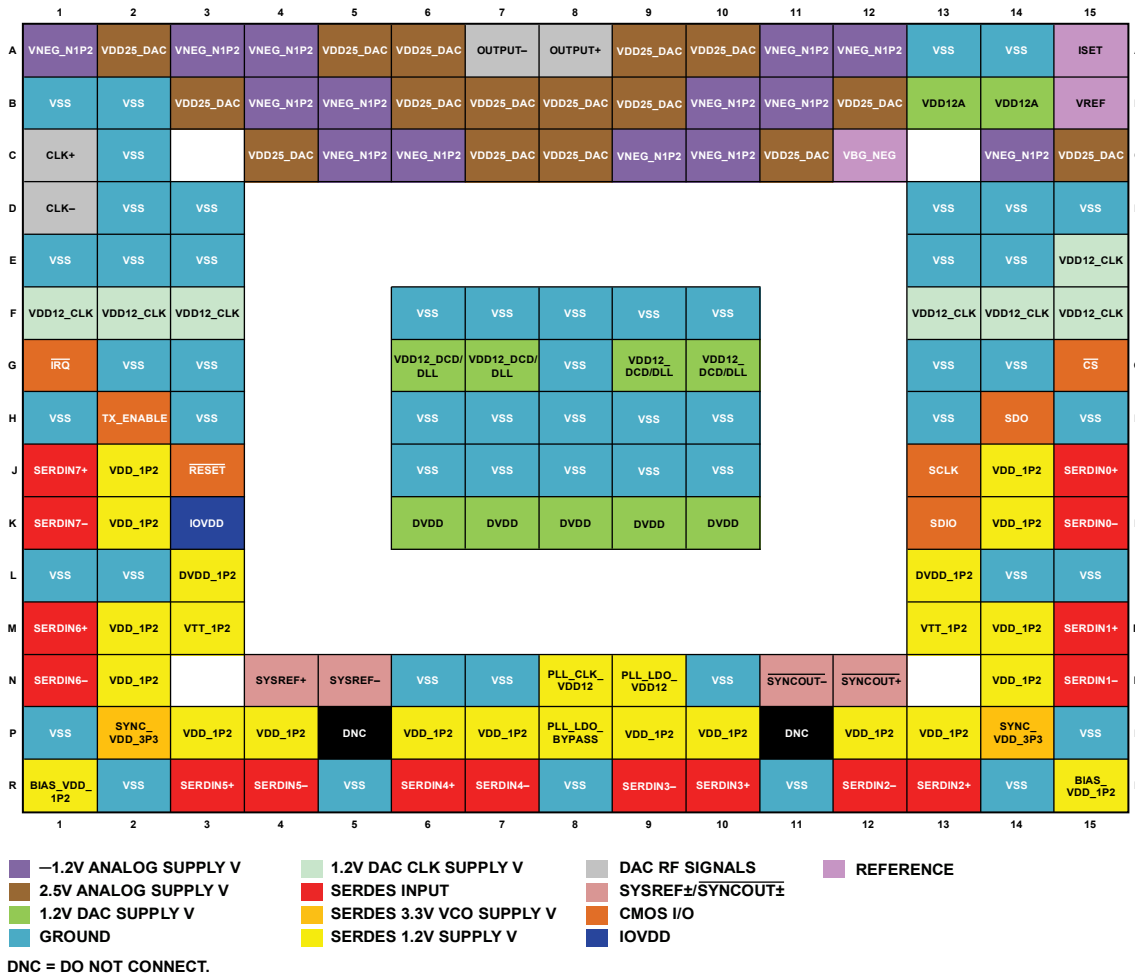 1 2 3 4 5 6 7 8 9 10 11 12 13 14 15
A VNEG_N1P2 VDD25_DAC VNEG_N1P2 VNEG_N1P2 VDD25_DAC VDD25_DAC OUTPUT– OUTPUT+ VDD25_DAC VDD25_DAC VNEG_N1P2 VNEG_N1P2 VSS VSS ISET
B VSS VSS VDD25_DAC VNEG_N1P2 VNEG_N1P2 VDD25_DAC VDD25_DAC VDD25_DAC VDD25_DAC VNEG_N1P2 VNEG_N1P2 VDD25_DAC VDD12A VDD12A VREF
C CLK+ VSS VDD25_DAC VNEG_N1P2 VNEG_N1P2 VDD25_DAC VDD25_DAC VNEG_N1P2 VNEG_N1P2 VDD25_DAC VBG_NEG VNEG_N1P2 VDD25_DAC
D CLK– VSS VSS VSS VSS VSS
E VSS VSS VSS VSS VSS VDD12_CLK
F VDD12_CLK VDD12_CLK VDD12_CLK VSS VSS VSS VSS VSS VDD12_CLK VDD12_CLK VDD12_CLK
G IRQ VSS VSS VDD12_DCD/DLL VDD12_DCD/DLL VSS VDD12_DCD/DLL VDD12_DCD/DLL VSS VSS CS
H VSS TX_ENABLE VSS VSS VSS VSS VSS VSS VSS SDO VSS
J SERDIN7+ VDD_1P2 RESET VSS VSS VSS VSS VSS SCLK VDD_1P2 SERDIN0+
K SERDIN7– VDD_1P2 IOVDD DVDD DVDD DVDD DVDD DVDD SDIO VDD_1P2 SERDIN0–
L VSS VSS DVDD_1P2 DVDD_1P2 VSS VSS
M SERDIN6+ VDD_1P2 VTT_1P2 VTT_1P2 VDD_1P2 SERDIN1+
N SERDIN6– VDD_1P2 SYSREF+ SYSREF– VSS VSS PLL_CLK_VDD12 PLL_LDO_VDD12 VSS SYNCOUT– SYNCOUT+ VDD_1P2 SERDIN1–
P VSS SYNC_VDD_3P3 VDD_1P2 VDD_1P2 DNC VDD_1P2 VDD_1P2 PLL_LDO_BYPASS VDD_1P2 VDD_1P2 DNC VDD_1P2 VDD_1P2 SYNC_VDD_3P3 VSS
R BIAS_VDD_1P2 VSS SERDIN5+ SERDIN5– VSS SERDIN4+ SERDIN4– VSS SERDIN3– SERDIN3+ VSS SERDIN2– SERDIN2+ VSS BIAS_VDD_1P2
1 2 3 4 5 6 7 8 9 10 11 12 13 14 15
–1.2V ANALOG SUPPLY V
2.5V ANALOG SUPPLY V
1.2V DAC SUPPLY V
GROUND
1.2V DAC CLK SUPPLY V
SERDES INPUT
SERDES 3.3V VCO SUPPLY V
SERDES 1.2V SUPPLY V
DAC RF SIGNALS
SYSREF±/SYNCOUT±
CMOS I/O
IOVDD
REFERENCE
DNC = DO NOT CONNECT.